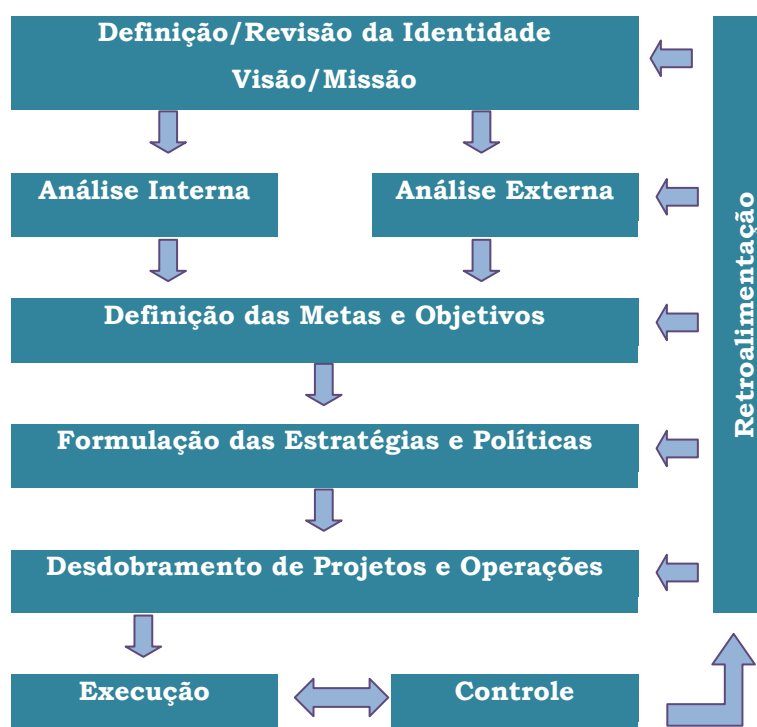 Definição/Revisão da Identidade
Visão/Missão
Análise Interna
Análise Externa
Definição das Metas e Objetivos
Formulação das Estratégias e Políticas
Desdobramento de Projetos e Operações
Execução
Controle
Retroalimentação